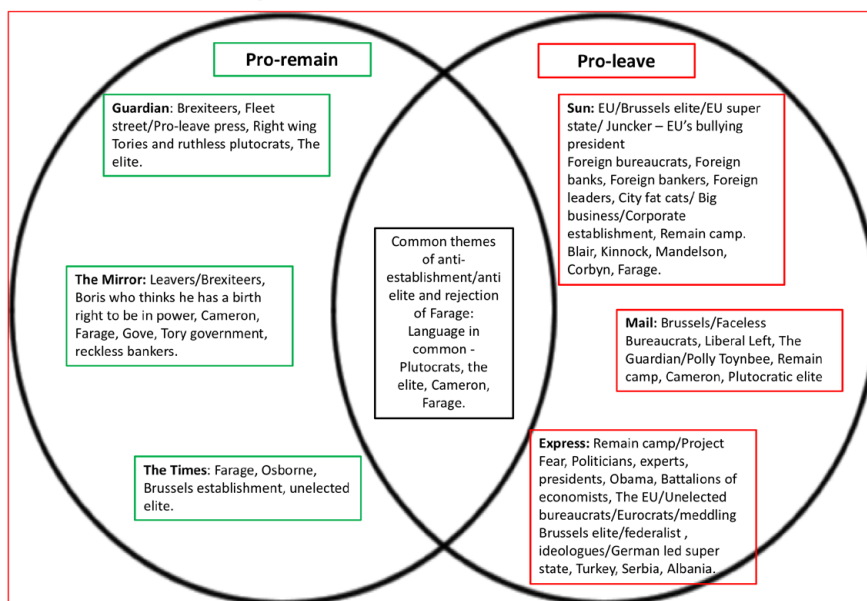 Pro-remain
Pro-leave
Guardian: Brexiteers, Fleet
street/Pro-leave press, Right wing
Tories and ruthless plutocrats, The
elite.
Sun: EU/Brussels elite/EU super
state/ Juncker – EU's bullying
president
Foreign bureaucrats, Foreign
banks, Foreign bankers, Foreign
leaders, City fat cats/ Big
business/Corporate
establishment, Remain camp.
Blair, Kinnock, Mandelson,
Corbyn, Farage.
Common themes
of anti-
establishment/anti
elite and rejection
of Farage:
Language in
common -
Plutocrats, the
elite, Cameron,
Farage.
The Mirror: Leavers/Brexiteers,
Boris who thinks he has a birth
right to be in power, Cameron,
Farage, Gove, Tory government,
reckless bankers.
Mail: Brussels/Faceless
Bureaucrats, Liberal Left, The
Guardian/Polly Toynbee, Remain
camp, Cameron, Plutocratic elite
The Times: Farage, Osborne,
Brussels establishment, unelected
elite.
Express: Remain camp/Project
Fear, Politicians, experts,
presidents, Obama, Battalions of
economists, The EU/Unelected
bureaucrats/Eurocrats/meddling
Brussels elite/federalist ,
ideologues/German led super
state, Turkey, Serbia, Albania.